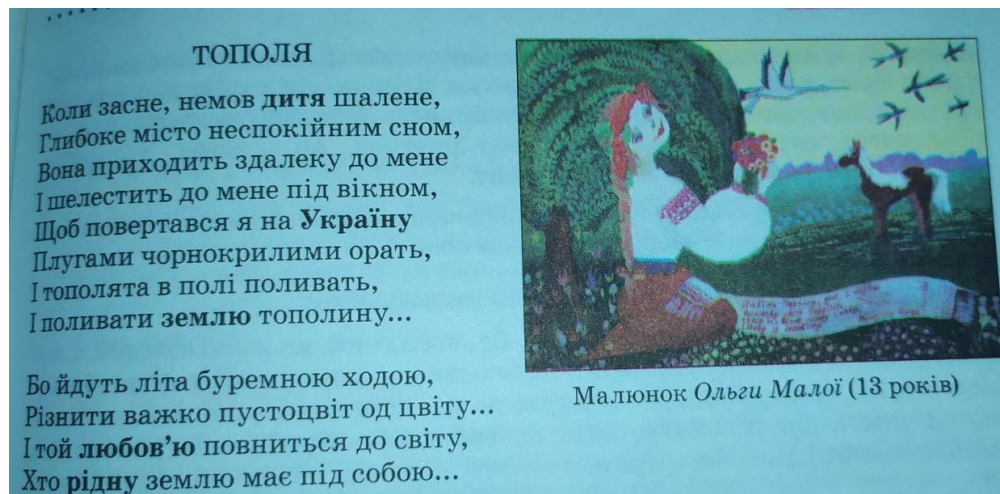 ТОПОЛЯ
Коли засне, немов дитя шалене,
Глибоке місто неспокійним сном,
Вона приходить здалеку до мене
І шелестить до мене під вікном,
Щоб повертався я на Україну
Плугами чорнокрилими орать,
І тополята в полі поливать,
І поливати землю тополину...
Бо йдуть літа буремною ходою,
Різнити важко пустоцвіт од цвіту...
І той любов’ю повниться до світу,
Хто рідну землю має під собою...
Малюнок Ольги Малої (13 років)